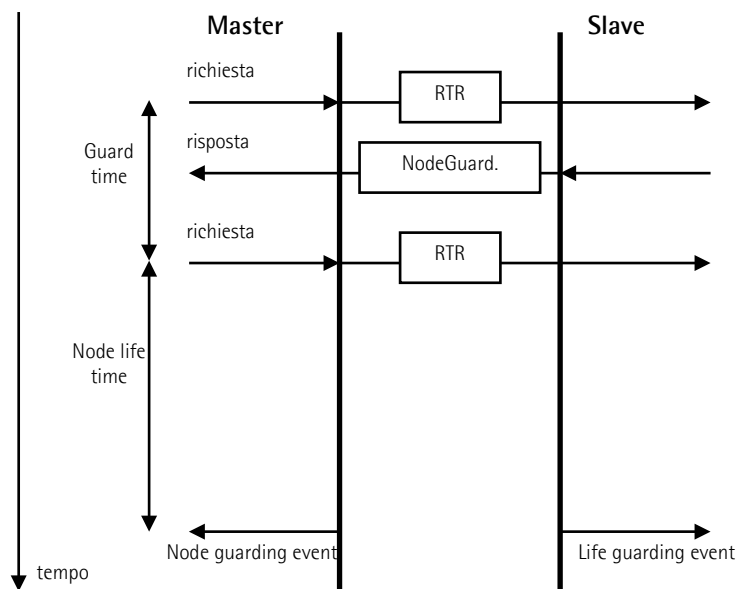 Master
Slave
richiesta
RTR
Guard
time
risposta
NodeGuard.
richiesta
RTR
Node life
time
Node guarding event
Life guarding event
tempo